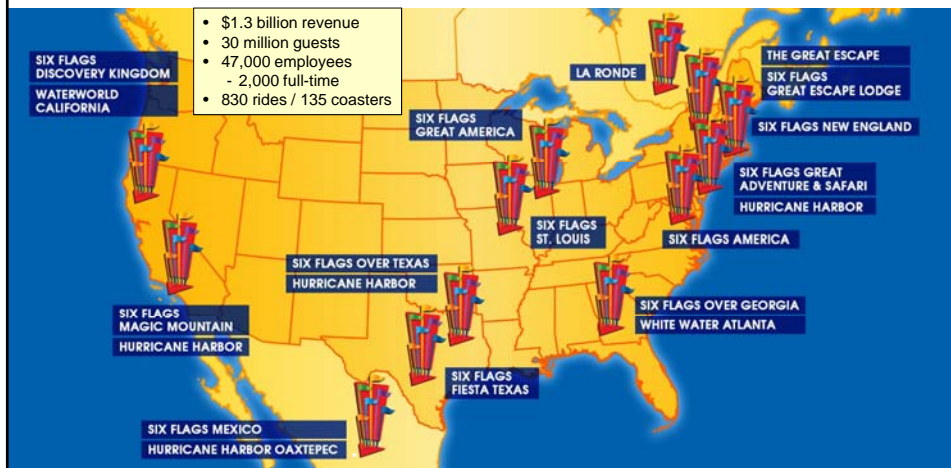 • $1.3 billion revenue
• 30 million guests
• 47,000 employees
- 2,000 full-time
• 830 rides / 135 coasters
SIX FLAGS
DISCOVERY KINGDOM
WATERWORLD
CALIFORNIA
LA RONDE
THE GREAT ESCAPE
SIX FLAGS
GREAT ESCAPE LODGE
SIX FLAGS
GREAT AMERICA
SIX FLAGS NEW ENGLAND
SIX FLAGS GREAT
ADVENTURE & SAFARI
HURRICANE HARBOR
SIX FLAGS
ST. LOUIS
SIX FLAGS AMERICA
SIX FLAGS OVER TEXAS
HURRICANE HARBOR
SIX FLAGS
MAGIC MOUNTAIN
HURRICANE HARBOR
SIX FLAGS OVER GEORGIA
WHITE WATER ATLANTA
SIX FLAGS
FIESTA TEXAS
SIX FLAGS MEXICO
HURRICANE HARBOR OAXTEPEC